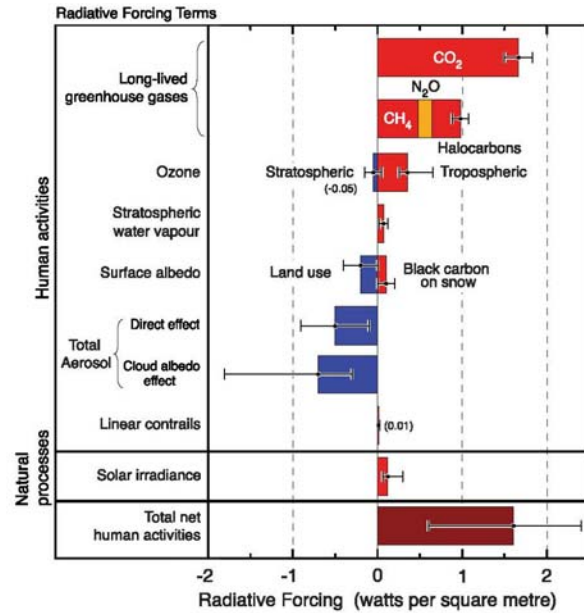 Radiative Forcing Terms
Human activities
Long-lived
greenhouse gases
CO2
N2O
CH4
Halocarbons
Ozone
Stratospheric
(-0.05)
Tropospheric
Stratospheric
water vapour
Surface albedo
Land use
Black carbon
on snow
Total
Aerosol
Direct effect
Cloud albedo
effect
Linear contrails
(0.01)
Natural
processes
Solar irradiance
Total net
human activities
-2 -1 0 1 2
Radiative Forcing (watts per square metre)